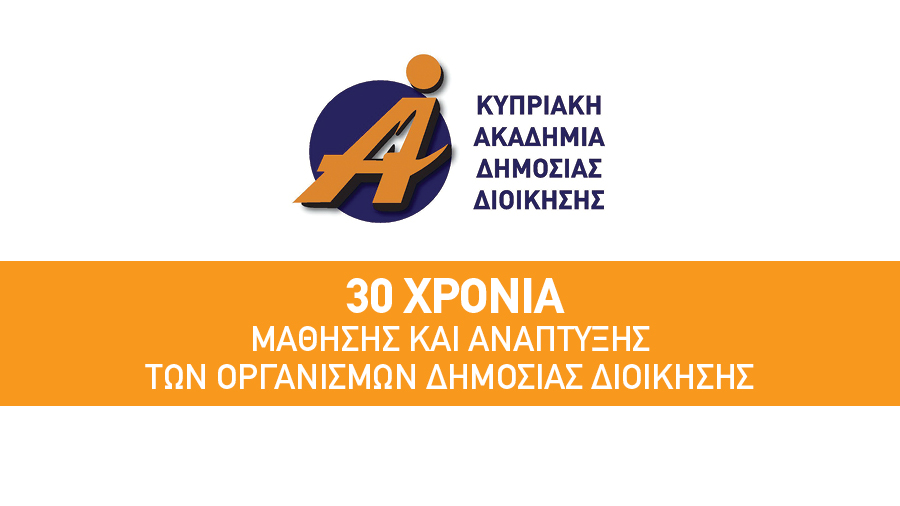 ΚΥΠΡΙΑΚΗ
ΑΚΑΔΗΜΙΑ
ΔΗΜΟΣΙΑΣ
ΔΙΟΙΚΗΣΗΣ
30 ΧΡΟΝΙΑ
ΜΑΘΗΣΗΣ ΚΑΙ ΑΝΑΠΤΥΞΗΣ
ΤΩΝ ΟΡΓΑΝΙΣΜΩΝ ΔΗΜΟΣΙΑΣ ΔΙΟΙΚΗΣΗΣ